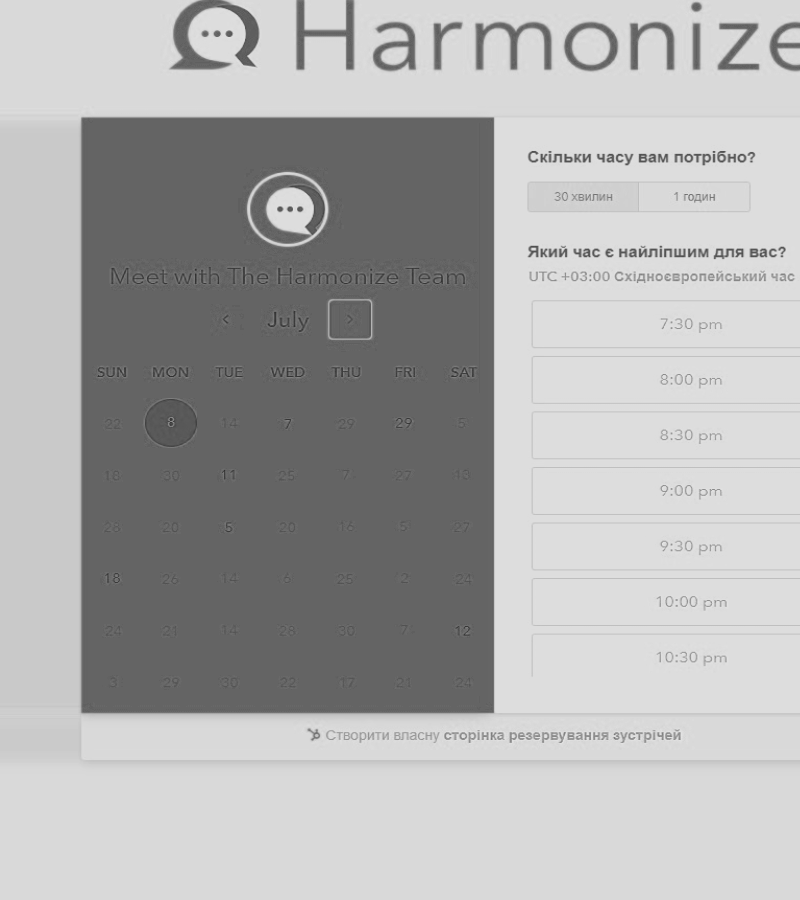 Harmonize
Meet with The Harmonize Team
July
SUN MON TUE WED THU FRI SAT
22 8 14 7 29 29 5
18 30 11 25 7 27 13
28 20 5 20 16 5 27
18 26 14 6 25 2 24
24 21 14 28 30 7 12
3 29 30 22 17 21 24
Скільки часу вам потрібно?
30 хвилин 1 годин
Який час є найліпшим для вас?
UTC +03:00 Східноєвропейський час
7:30 pm
8:00 pm
8:30 pm
9:00 pm
9:30 pm
10:00 pm
10:30 pm
Створити власну сторінка резервування зустрічей